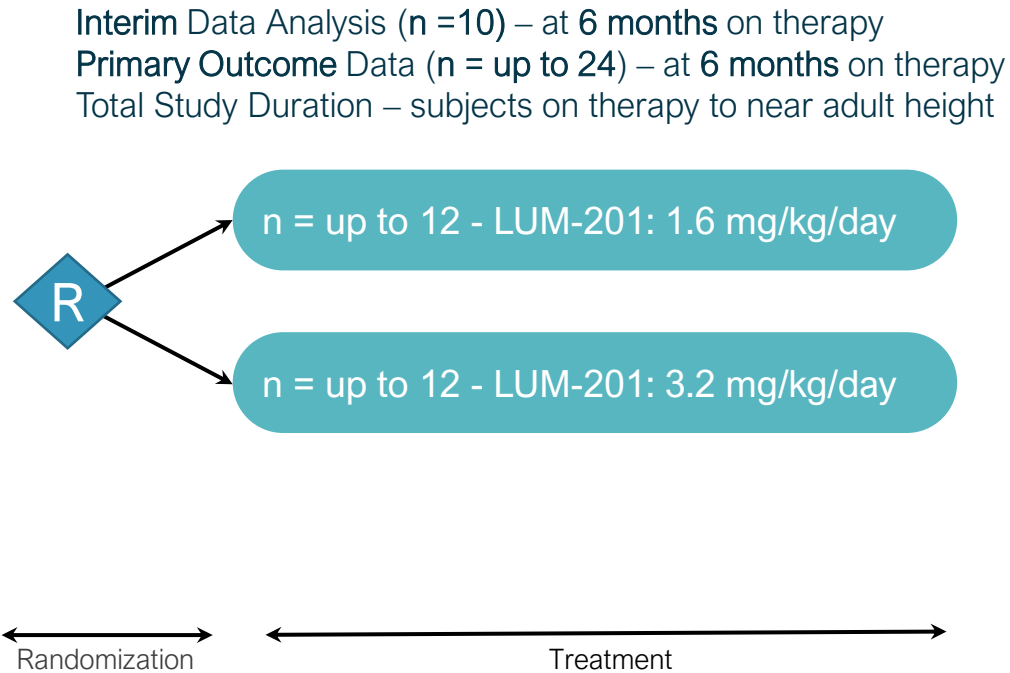 Interim Data Analysis (n =10) – at 6 months on therapy
Primary Outcome Data (n = up to 24) – at 6 months on therapy
Total Study Duration – subjects on therapy to near adult height
n = up to 12 - LUM-201: 1.6 mg/kg/day
R
n = up to 12 - LUM-201: 3.2 mg/kg/day
Randomization
Treatment